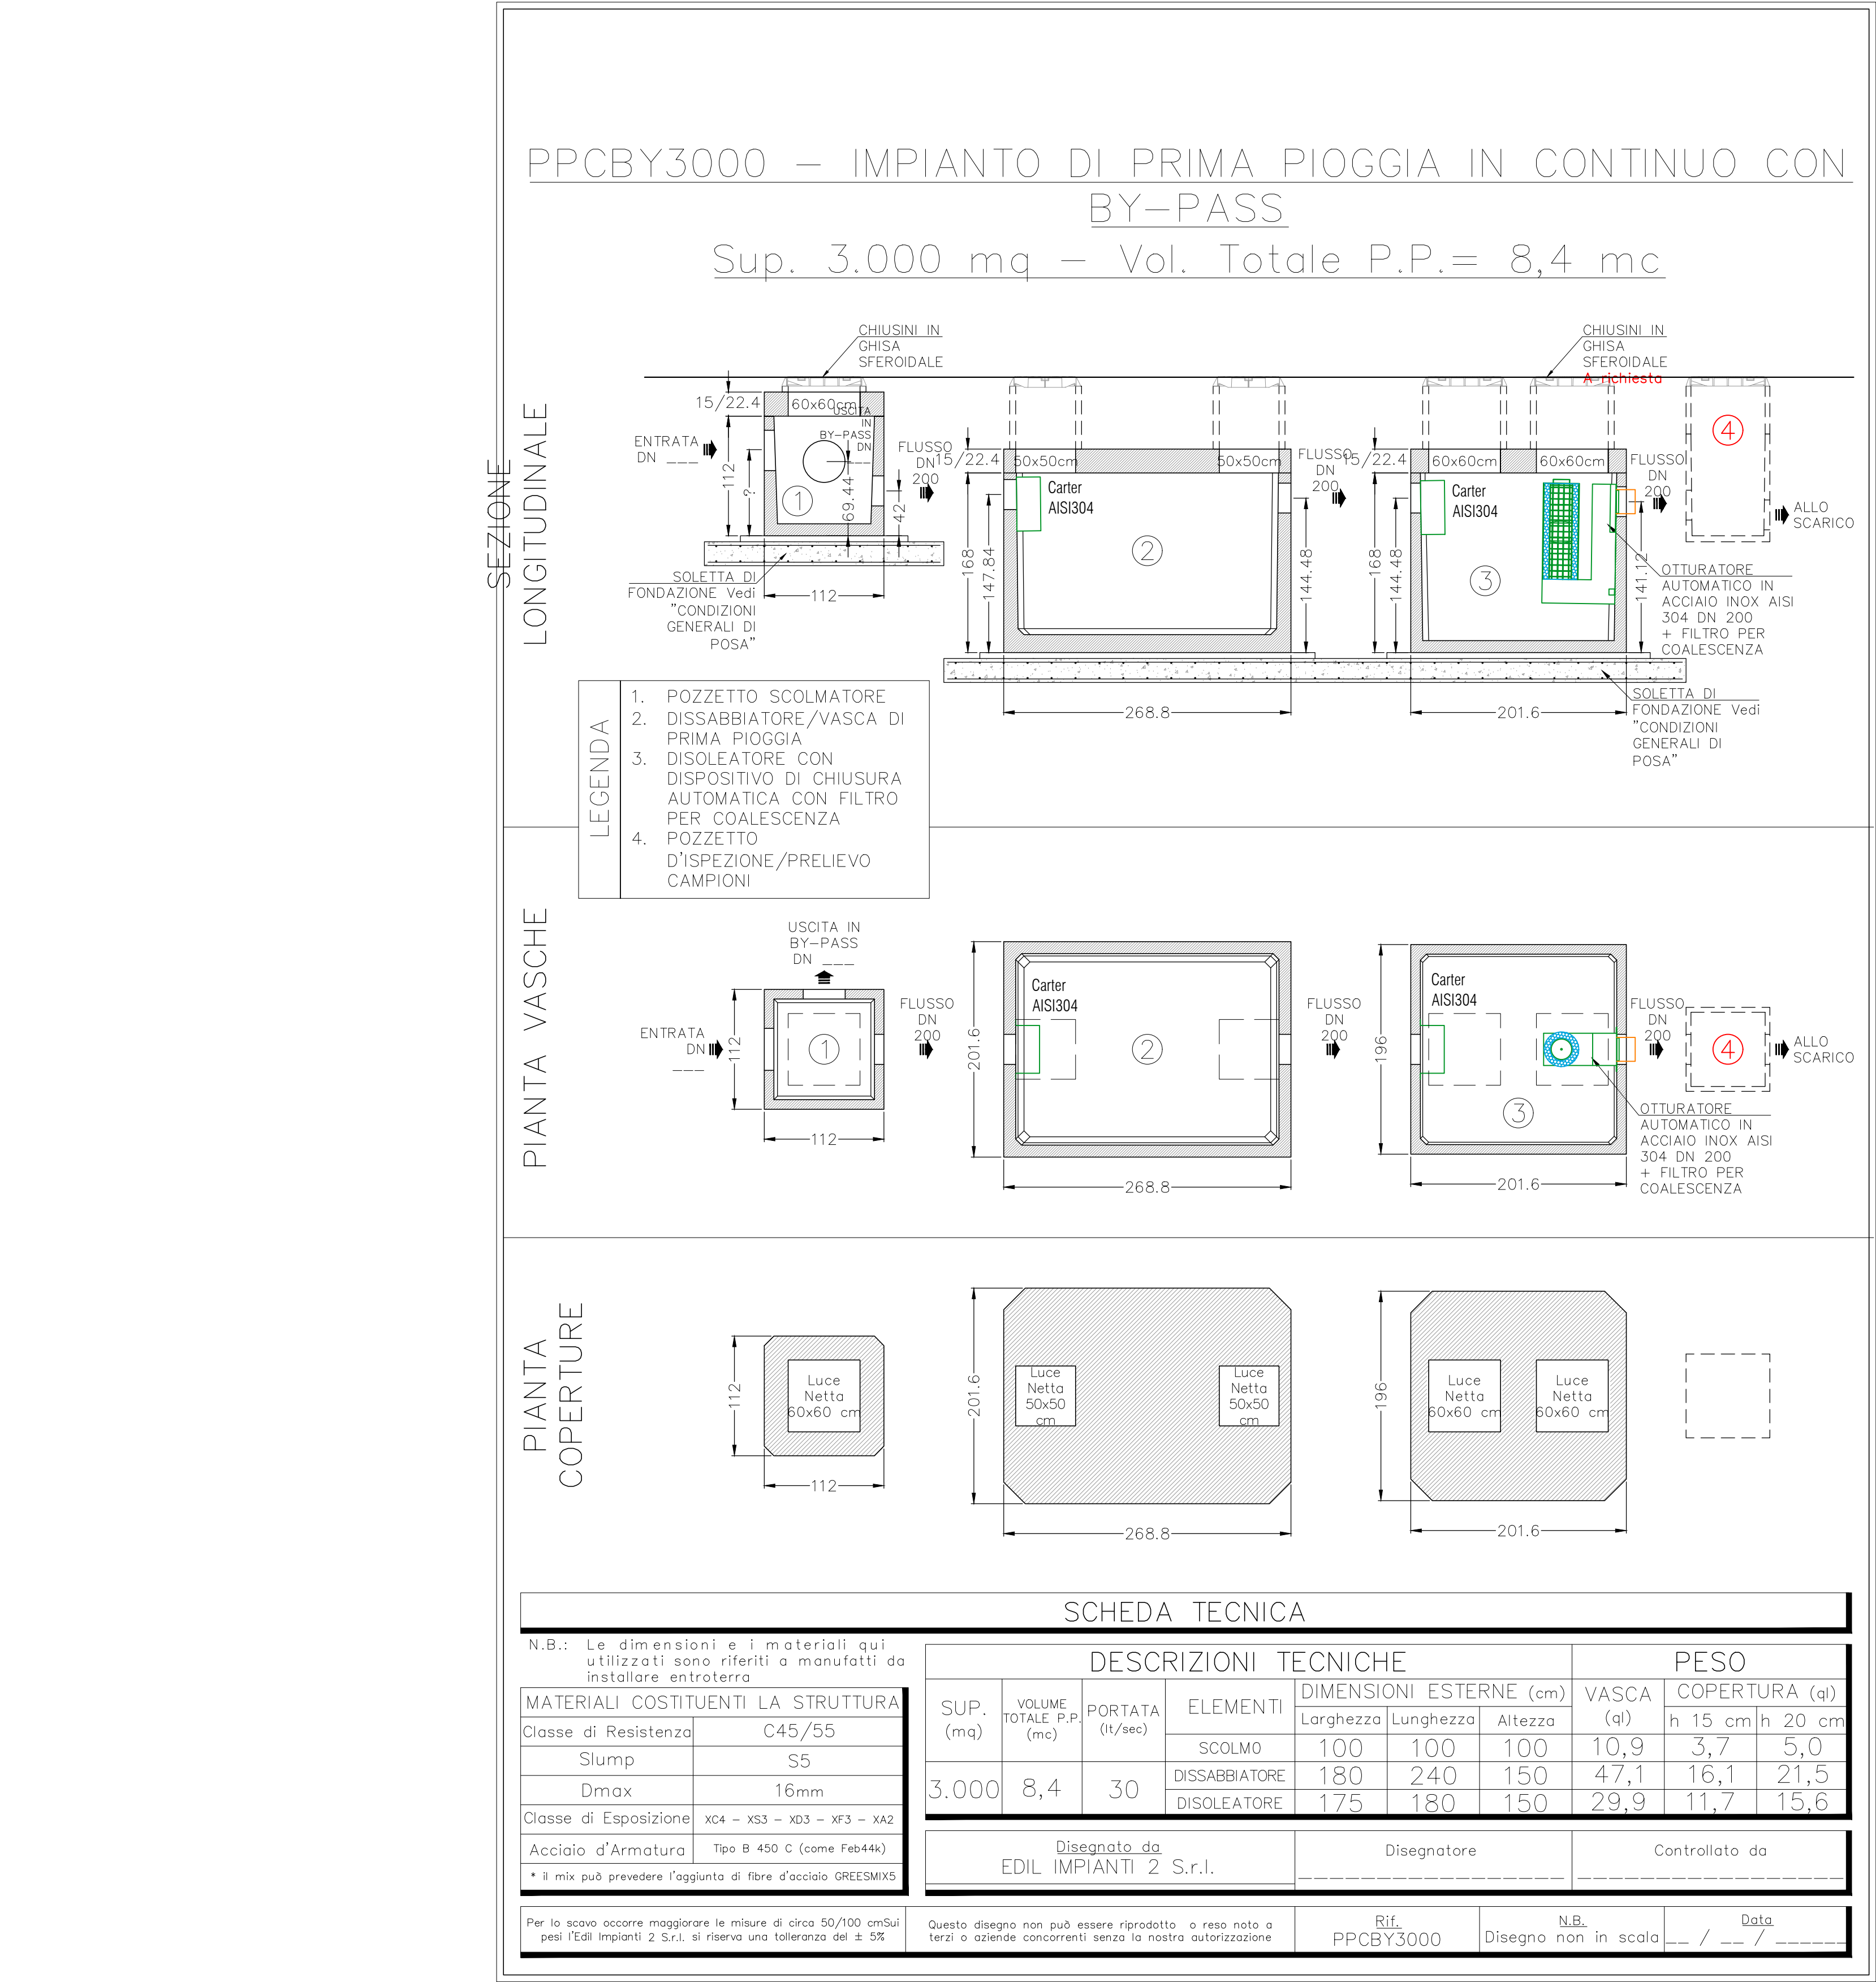 PPCBY3000 – IMPIANTO DI PRIMA PIOGGIA IN CONTINUO CON
BY–PASS
Sup. 3.000 mq – Vol. Totale P.P.= 8,4 mc
SEZIONE
LONGITUDINALE
CHIUSINI IN
GHISA
SFEROIDALE
15/22.4
60x60cm
USCITA
IN
BY–PASS
DN ___
ENTRATA
DN ___
112
?
69.44
42
1
FLUSSO
DN
200
SOLETTA DI
FONDAZIONE Vedi
"CONDIZIONI
GENERALI DI
POSA"
112
15/22.4
50x50cm
50x50cm
Carter
AISI304
168
147.84
2
144.48
268.8
FLUSSO
DN
200
CHIUSINI IN
GHISA
SFEROIDALE
A richiesta
15/22.4
60x60cm
60x60cm
Carter
AISI304
168
144.48
3
141.12
201.6
FLUSSO
DN
200
4
ALLO
SCARICO
OTTURATORE
AUTOMATICO IN
ACCIAIO INOX AISI
304 DN 200
+ FILTRO PER
COALESCENZA
SOLETTA DI
FONDAZIONE Vedi
"CONDIZIONI
GENERALI DI
POSA"
LEGENDA
1. POZZETTO SCOLMATORE
2. DISSABBIATORE/VASCA DI
PRIMA PIOGGIA
3. DISOLEATORE CON
DISPOSITIVO DI CHIUSURA
AUTOMATICA CON FILTRO
PER COALESCENZA
4. POZZETTO
D'ISPEZIONE/PRELIEVO
CAMPIONI
PIANTA VASCHE
USCITA IN
BY–PASS
DN ___
ENTRATA
DN
___
112
1
112
FLUSSO
DN
200
201.6
Carter
AISI304
2
268.8
FLUSSO
DN
200
196
Carter
AISI304
3
201.6
FLUSSO
DN
200
4
ALLO
SCARICO
OTTURATORE
AUTOMATICO IN
ACCIAIO INOX AISI
304 DN 200
+ FILTRO PER
COALESCENZA
PIANTA
COPERTURE
112
Luce
Netta
60x60 cm
112
201.6
Luce
Netta
50x50
cm
Luce
Netta
50x50
cm
268.8
196
Luce
Netta
60x60 cm
Luce
Netta
60x60 cm
201.6
SCHEDA TECNICA
N.B.: Le dimensioni e i materiali qui
utilizzati sono riferiti a manufatti da
installare entroterra
MATERIALI COSTITUENTI LA STRUTTURA
Classe di Resistenza C45/55
Slump S5
Dmax 16mm
Classe di Esposizione XC4 – XS3 – XD3 – XF3 – XA2
Acciaio d'Armatura Tipo B 450 C (come Feb44k)
* il mix può prevedere l'aggiunta di fibre d'acciaio GREESMIX5
DESCRIZIONI TECNICHE PESO
SUP.
(mq)
VOLUME
TOTALE P.P.
(mc)
PORTATA
(lt/sec)
ELEMENTI
DIMENSIONI ESTERNE (cm)
Larghezza Lunghezza Altezza
VASCA
(ql)
COPERTURA (ql)
h 15 cm h 20 cm
SCOLMO 100 100 100 10,9 3,7 5,0
3.000 8,4 30
DISSABBIATORE 180 240 150 47,1 16,1 21,5
DISOLEATORE 175 180 150 29,9 11,7 15,6
Disegnato da
EDIL IMPIANTI 2 S.r.l.
Disegnatore
Controllato da
Per lo scavo occorre maggiorare le misure di circa 50/100 cmSui
pesi l'Edil Impianti 2 S.r.l. si riserva una tolleranza del ± 5%
Questo disegno non può essere riprodotto o reso noto a
terzi o aziende concorrenti senza la nostra autorizzazione
Rif.
PPCBY3000
N.B.
Disegno non in scala
Data
__ / __ / ______